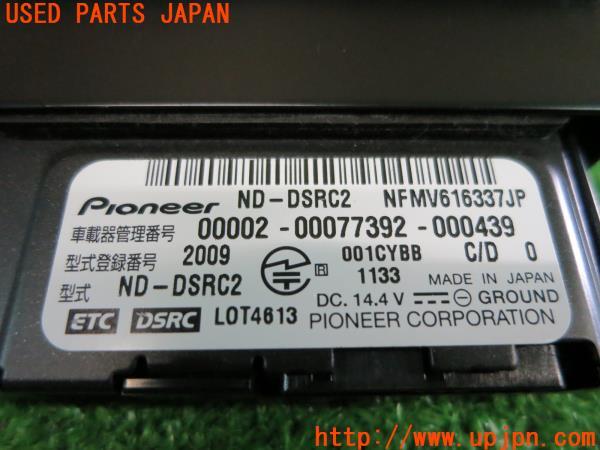 USED PARTS JAPAN
ND-DSRC2 NFMV616337JP
Pioneer
車載器管理番号 00002-00077392-000439
型式登録番号 2009 001CYBB C/D 0
R 1133
型式 ND-DSRC2 MADE IN JAPAN
DC. 14.4 V GROUND
ETC DSRC LOT4613 PIONEER CORPORATION
http://www.upjpn.com/